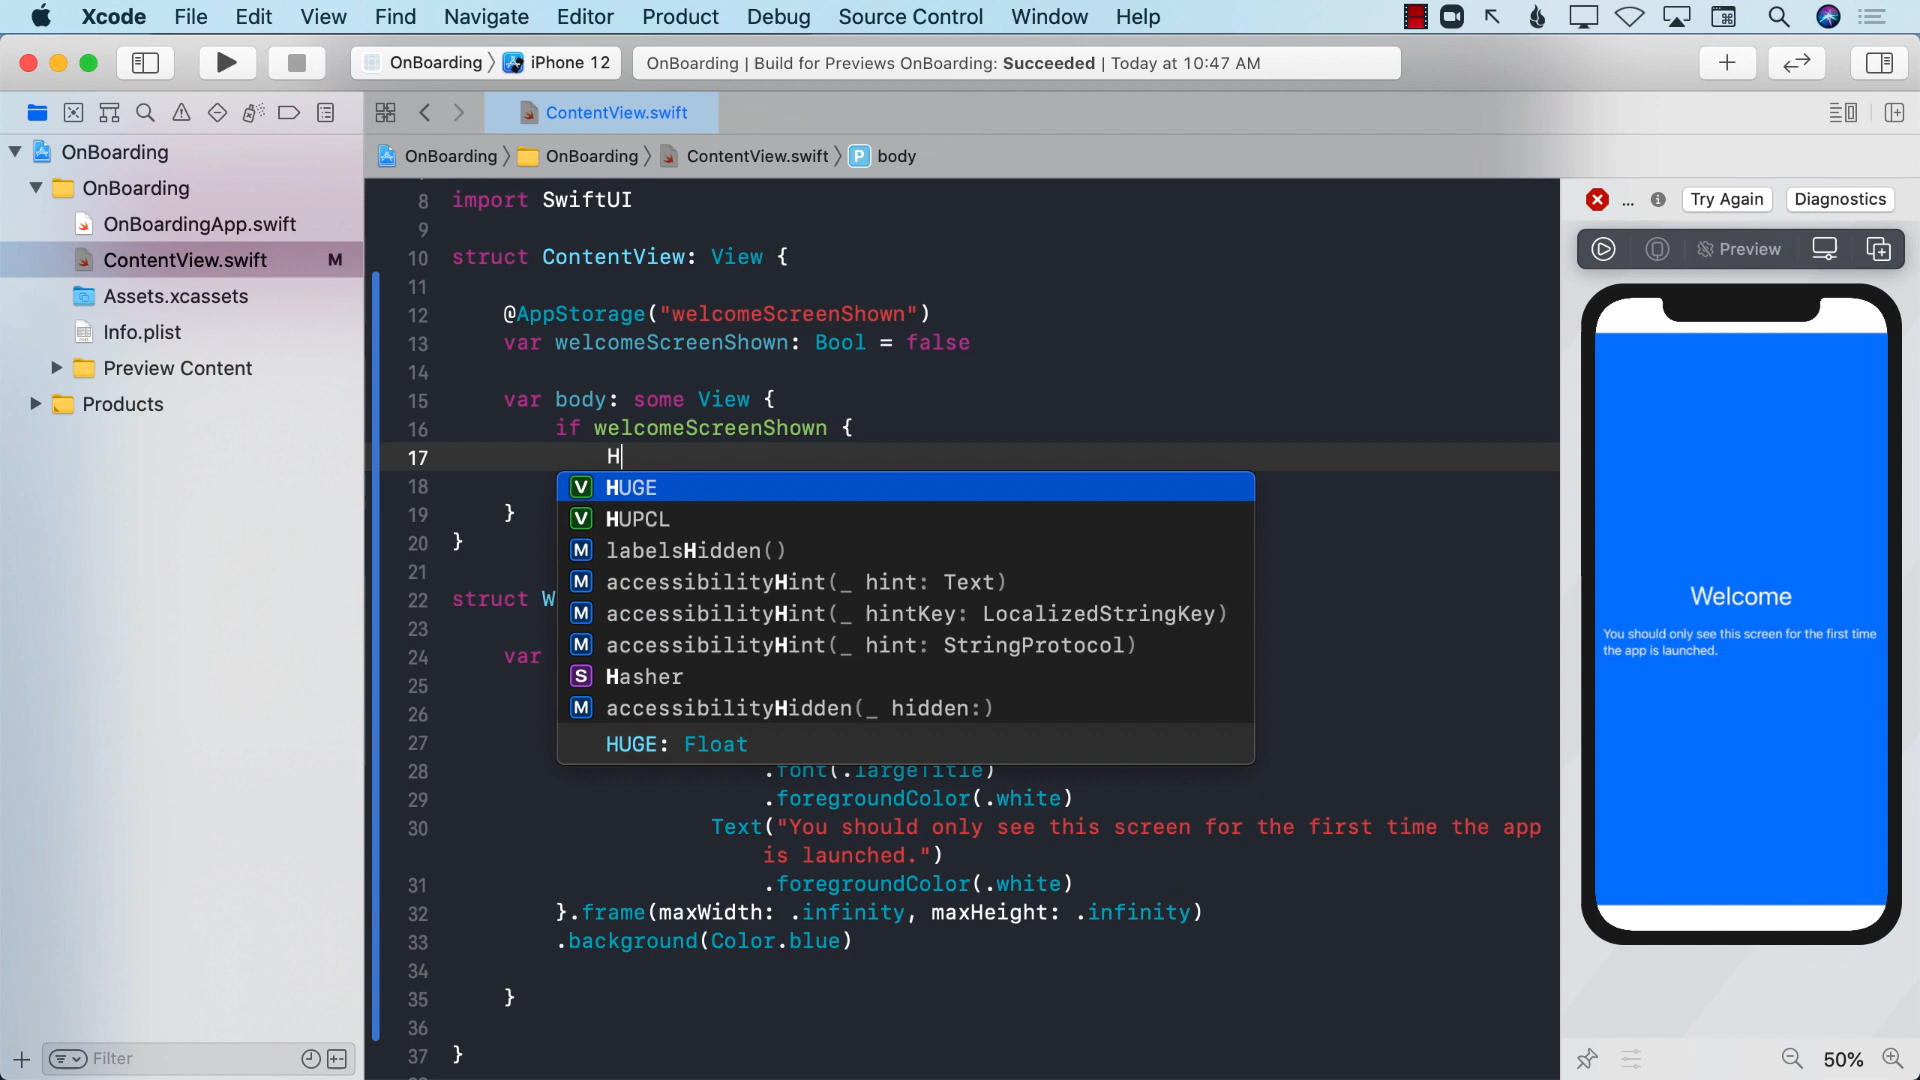 Xcode File Edit View Find Navigate Editor Product Debug Source Control Window Help
OnBoarding 〉 iPhone 12
OnBoarding | Build for Previews OnBoarding: Succeeded | Today at 10:47 AM
ContentView.swift
OnBoarding 〉 OnBoarding 〉 ContentView.swift 〉 P body
OnBoarding
OnBoarding
OnBoardingApp.swift
ContentView.swift M
Assets.xcassets
Info.plist
Preview Content
Products
Filter
8 import SwiftUI
9
10 struct ContentView: View {
11
12 @AppStorage("welcomeScreenShown")
13 var welcomeScreenShown: Bool = false
14
15 var body: some View {
16 if welcomeScreenShown {
17 H
18
19 }
20 }
21
22 struct W
23
24 var
25
26
27
28 .font(.largeTitle)
29 .foregroundColor(.white)
30 Text("You should only see this screen for the first time the app
is launched.")
31 .foregroundColor(.white)
32 }.frame(maxWidth: .infinity, maxHeight: .infinity)
33 .background(Color.blue)
34
35 }
36
37 }
V HUGE
V HUPCL
M labelsHidden()
M accessibilityHint(_ hint: Text)
M accessibilityHint(_ hintKey: LocalizedStringKey)
M accessibilityHint(_ hint: StringProtocol)
S Hasher
M accessibilityHidden(_ hidden:)
HUGE: Float
... Try Again Diagnostics
Preview
Welcome
You should only see this screen for the first time
the app is launched.
50%